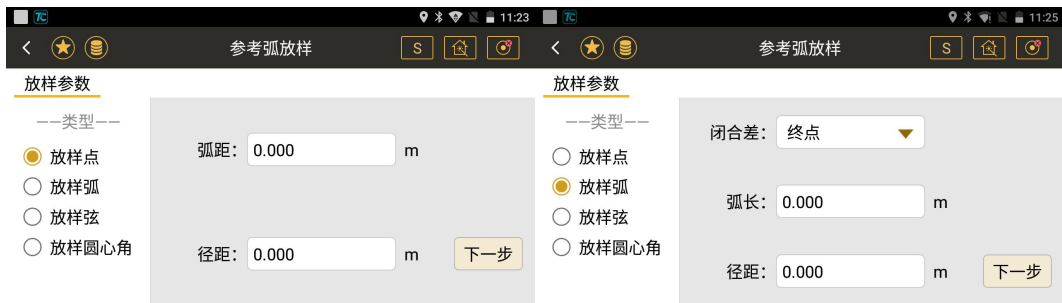 TC 11:23
参考弧放样 S
放样参数
——类型——
放样点
放样弧
放样弦
放样圆心角
弧距： 0.000 m
径距： 0.000 m 下一步
TC 11:25
参考弧放样 S
放样参数
——类型——
放样点
放样弧
放样弦
放样圆心角
闭合差： 终点
弧长： 0.000 m
径距： 0.000 m 下一步